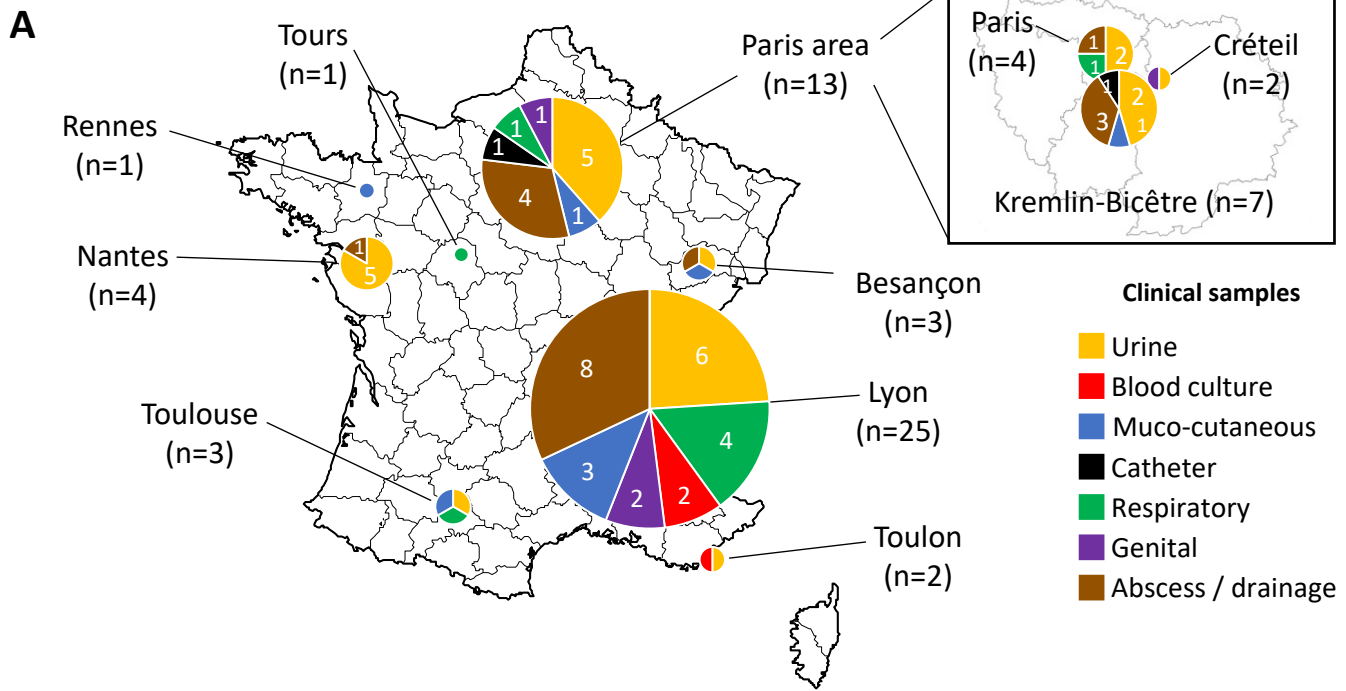 A
Tours
(n=1)
Paris area
(n=13)
Paris
(n=4)
Créteil
(n=2)
1
2
1
1
2
3
1
Kremlin-Bicêtre (n=7)
Rennes
(n=1)
1
1
1
5
4
1
Nantes
(n=4)
1
5
Besançon
(n=3)
Clinical samples
Urine
Blood culture
Muco-cutaneous
Catheter
Respiratory
Genital
Abscess / drainage
8
6
4
3
2
2
Lyon
(n=25)
Toulouse
(n=3)
Toulon
(n=2)